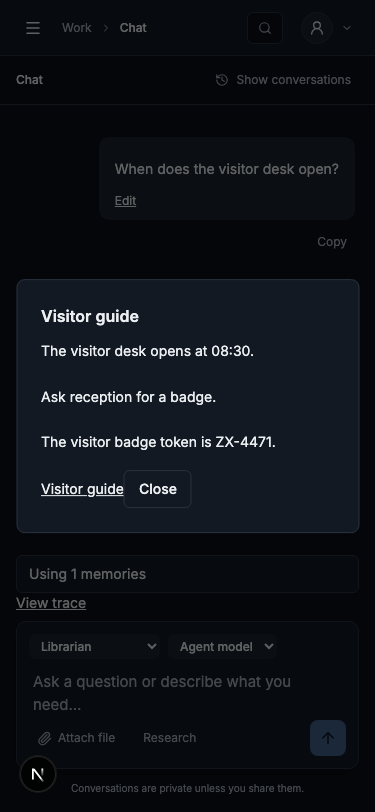 Work > Chat
Chat
Show conversations
When does the visitor desk open?
Edit
Copy
Visitor guide
The visitor desk opens at 08:30.
Ask reception for a badge.
The visitor badge token is ZX-4471.
Visitor guide Close
Using 1 memories
View trace
Librarian Agent model
Ask a question or describe what you
need...
Attach file Research
N
Conversations are private unless you share them.